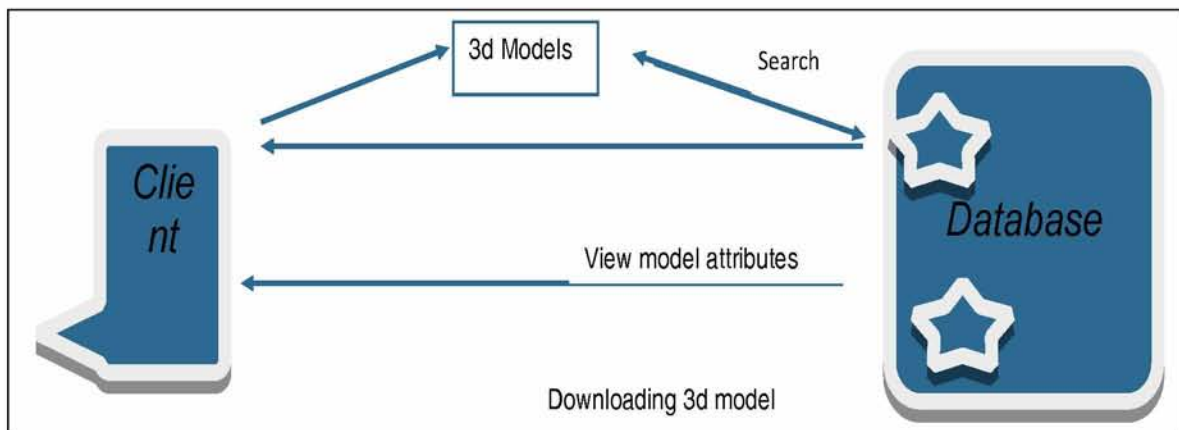 3d Models
Search
Clie
nt
Database
View model attributes
Downloading 3d model